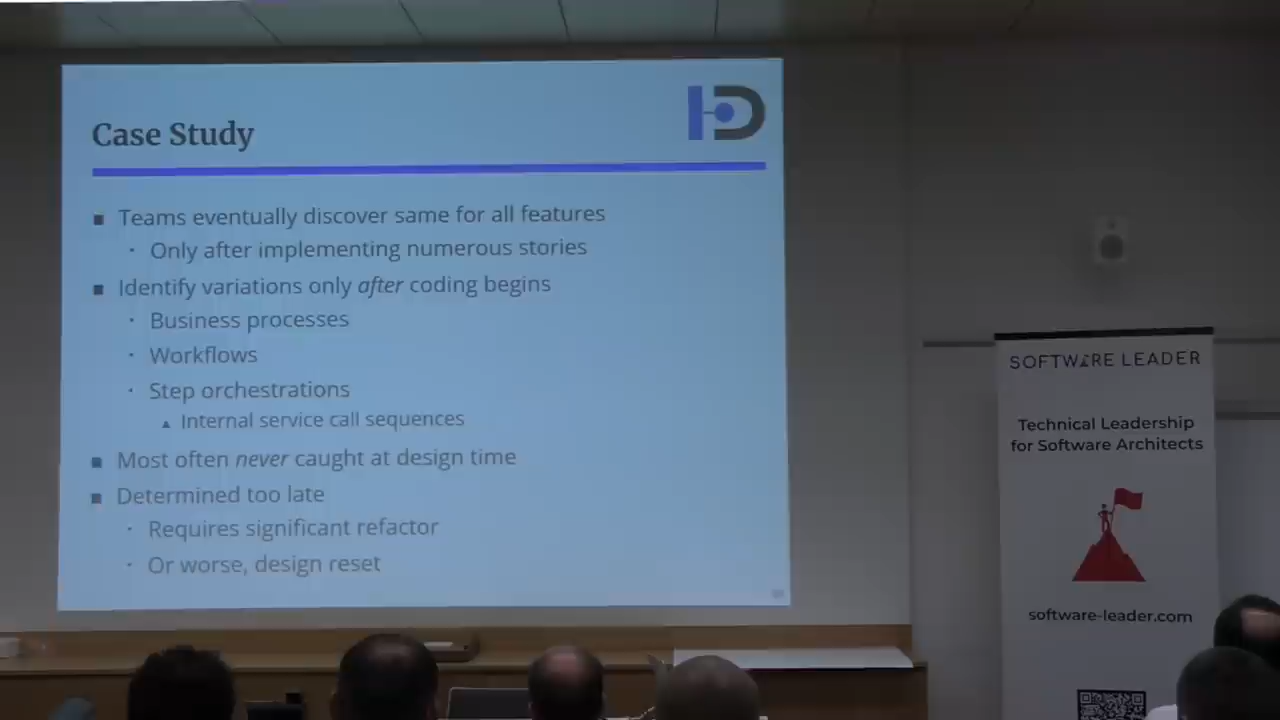 Case Study
Teams eventually discover same for all features
Only after implementing numerous stories
Identify variations only after coding begins
Business processes
Workflows
Step orchestrations
Internal service call sequences
Most often never caught at design time
Determined too late
Requires significant refactor
Or worse, design reset
SOFTWARE LEADER
Technical Leadership
for Software Architects
software-leader.com